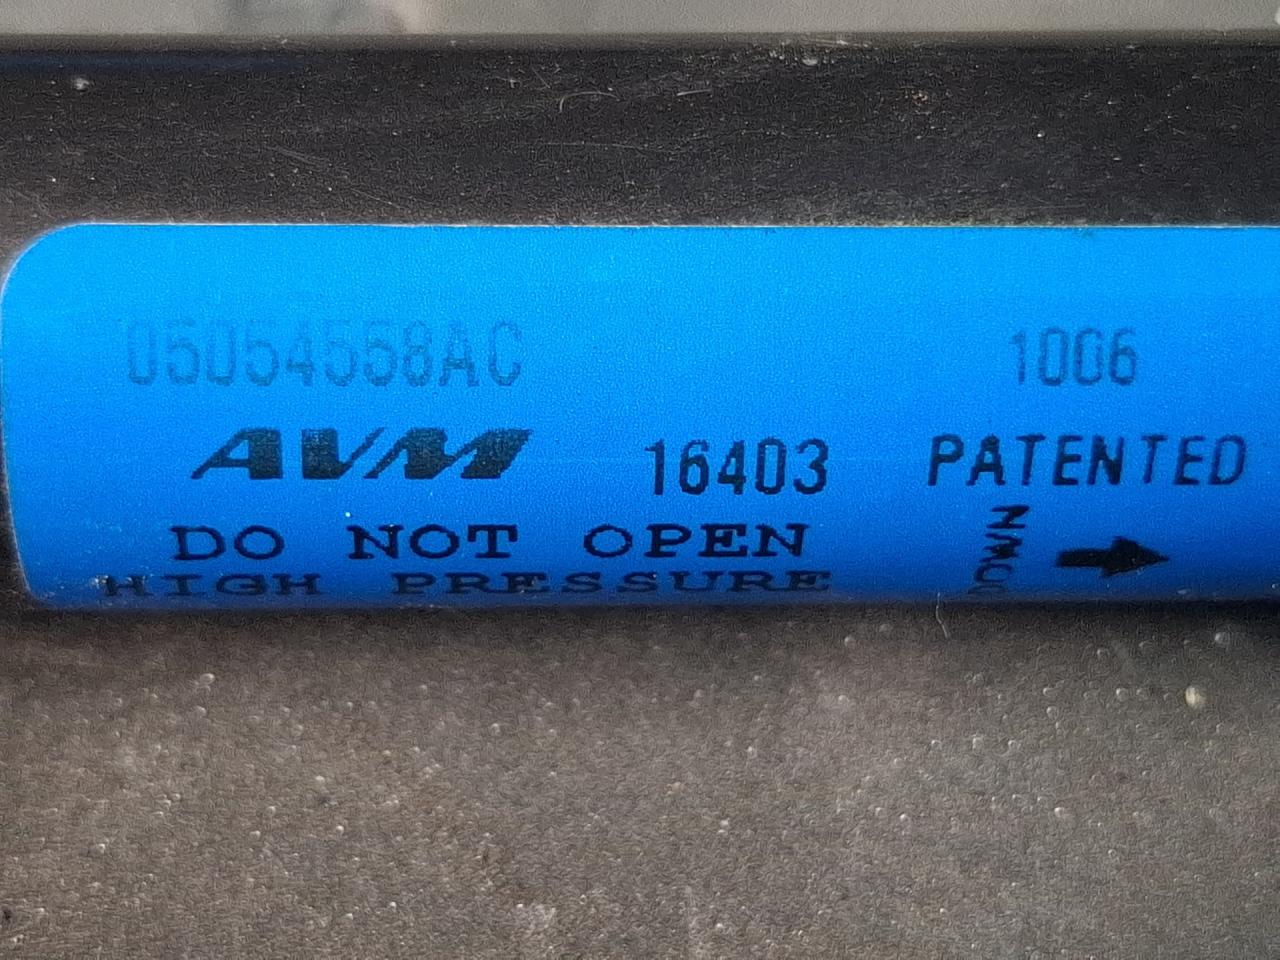 05054558AC 1006
AVM 16403 PATENTED
DO NOT OPEN
HIGH PRESSURE
DOWN